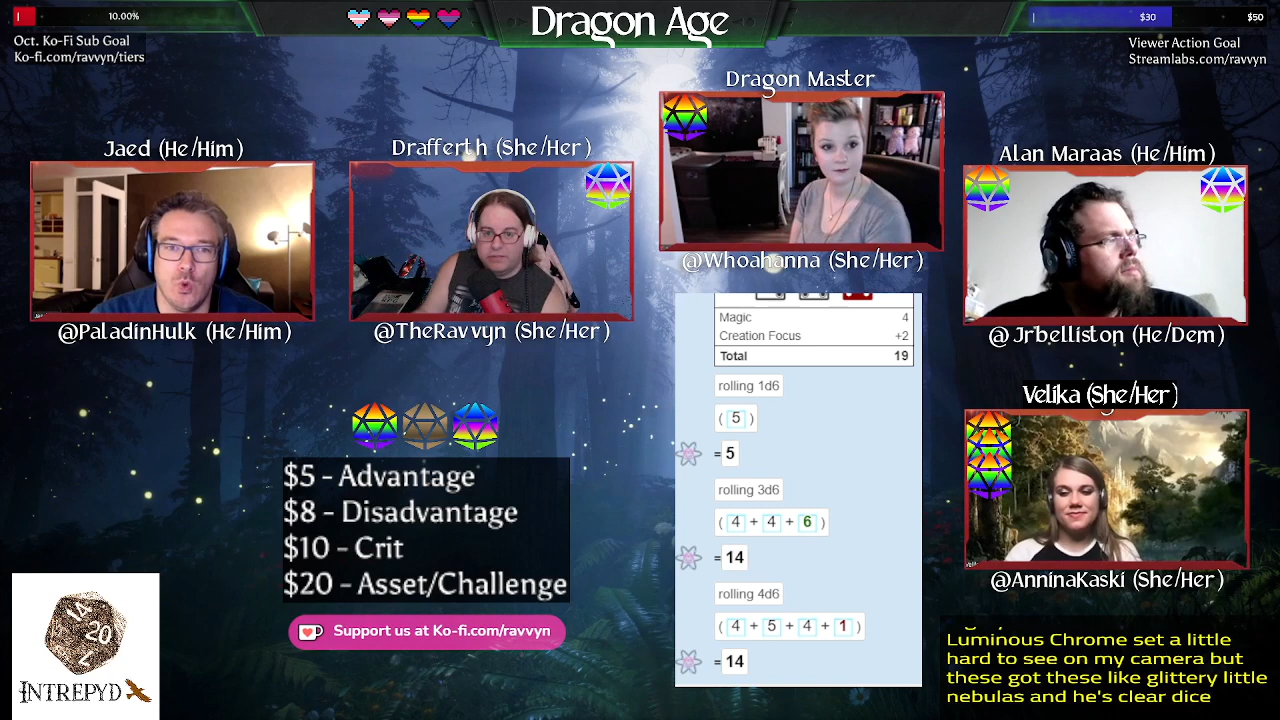 10.00%
Oct. Ko-Fi Sub Goal
Ko-fi.com/ravvyn/tiers
Dragon Age
$30
$50
Viewer Action Goal
Streamlabs.com/ravvyn
Dragon Master
@Whoahanna (She/Her)
Jaed (He/Him)
@PaladinHulk (He/Him)
Drafferth (She/Her)
@TheRavvyn (She/Her)
Alan Maraas (He/Him)
@Jrbelliston (He/Dem)
Velika (She/Her)
@AnninaKaski (She/Her)
Magic 4
Creation Focus +2
Total 19
rolling 1d6
( 5 )
= 5
rolling 3d6
( 4 + 4 + 6 )
= 14
rolling 4d6
( 4 + 5 + 4 + 1 )
= 14
$5 - Advantage
$8 - Disadvantage
$10 - Crit
$20 - Asset/Challenge
Support us at Ko-fi.com/ravvyn
20
INTREPYD
Luminous Chrome set a little
hard to see on my camera but
these got these like glittery little
nebulas and he's clear dice